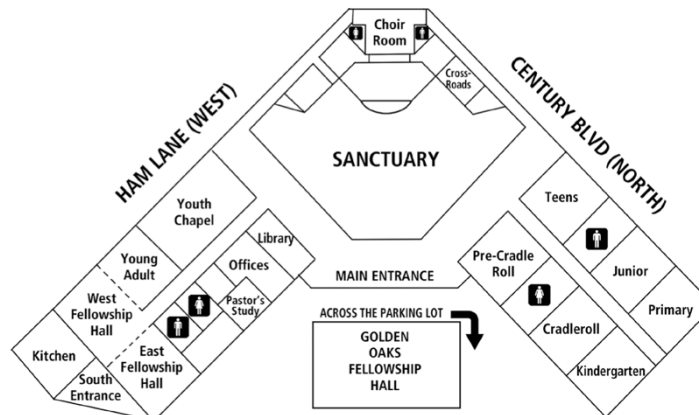 Choir
Room
Cross-
Roads
HAM LANE (WEST)
CENTURY BLVD (NORTH)
SANCTUARY
Youth
Chapel
Teens
Library
Young
Adult
Offices
Pre-Cradle
Roll
Junior
MAIN ENTRANCE
West
Fellowship
Hall
Pastor's
Study
Primary
ACROSS THE PARKING LOT
Cradleroll
GOLDEN
OAKS
FELLOWSHIP
HALL
Kitchen
East
Fellowship
Hall
Kindergarten
South
Entrance